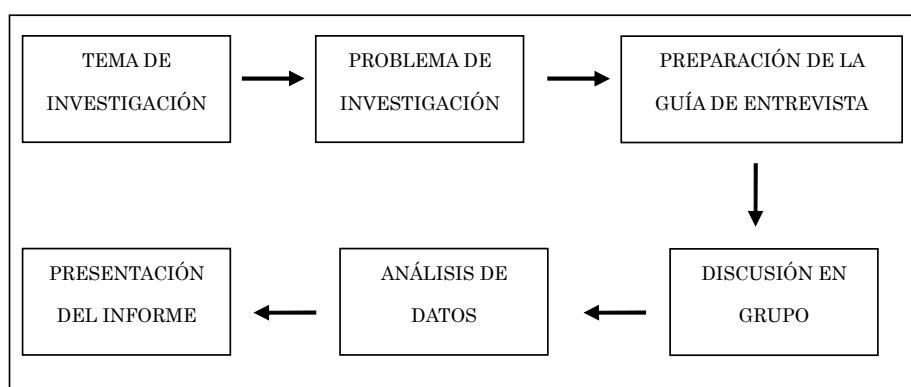 TEMA DE
INVESTIGACIÓN
PROBLEMA DE
INVESTIGACIÓN
PREPARACIÓN DE LA
GUÍA DE ENTREVISTA
DISCUSIÓN EN
GRUPO
ANÁLISIS DE
DATOS
PRESENTACIÓN
DEL INFORME